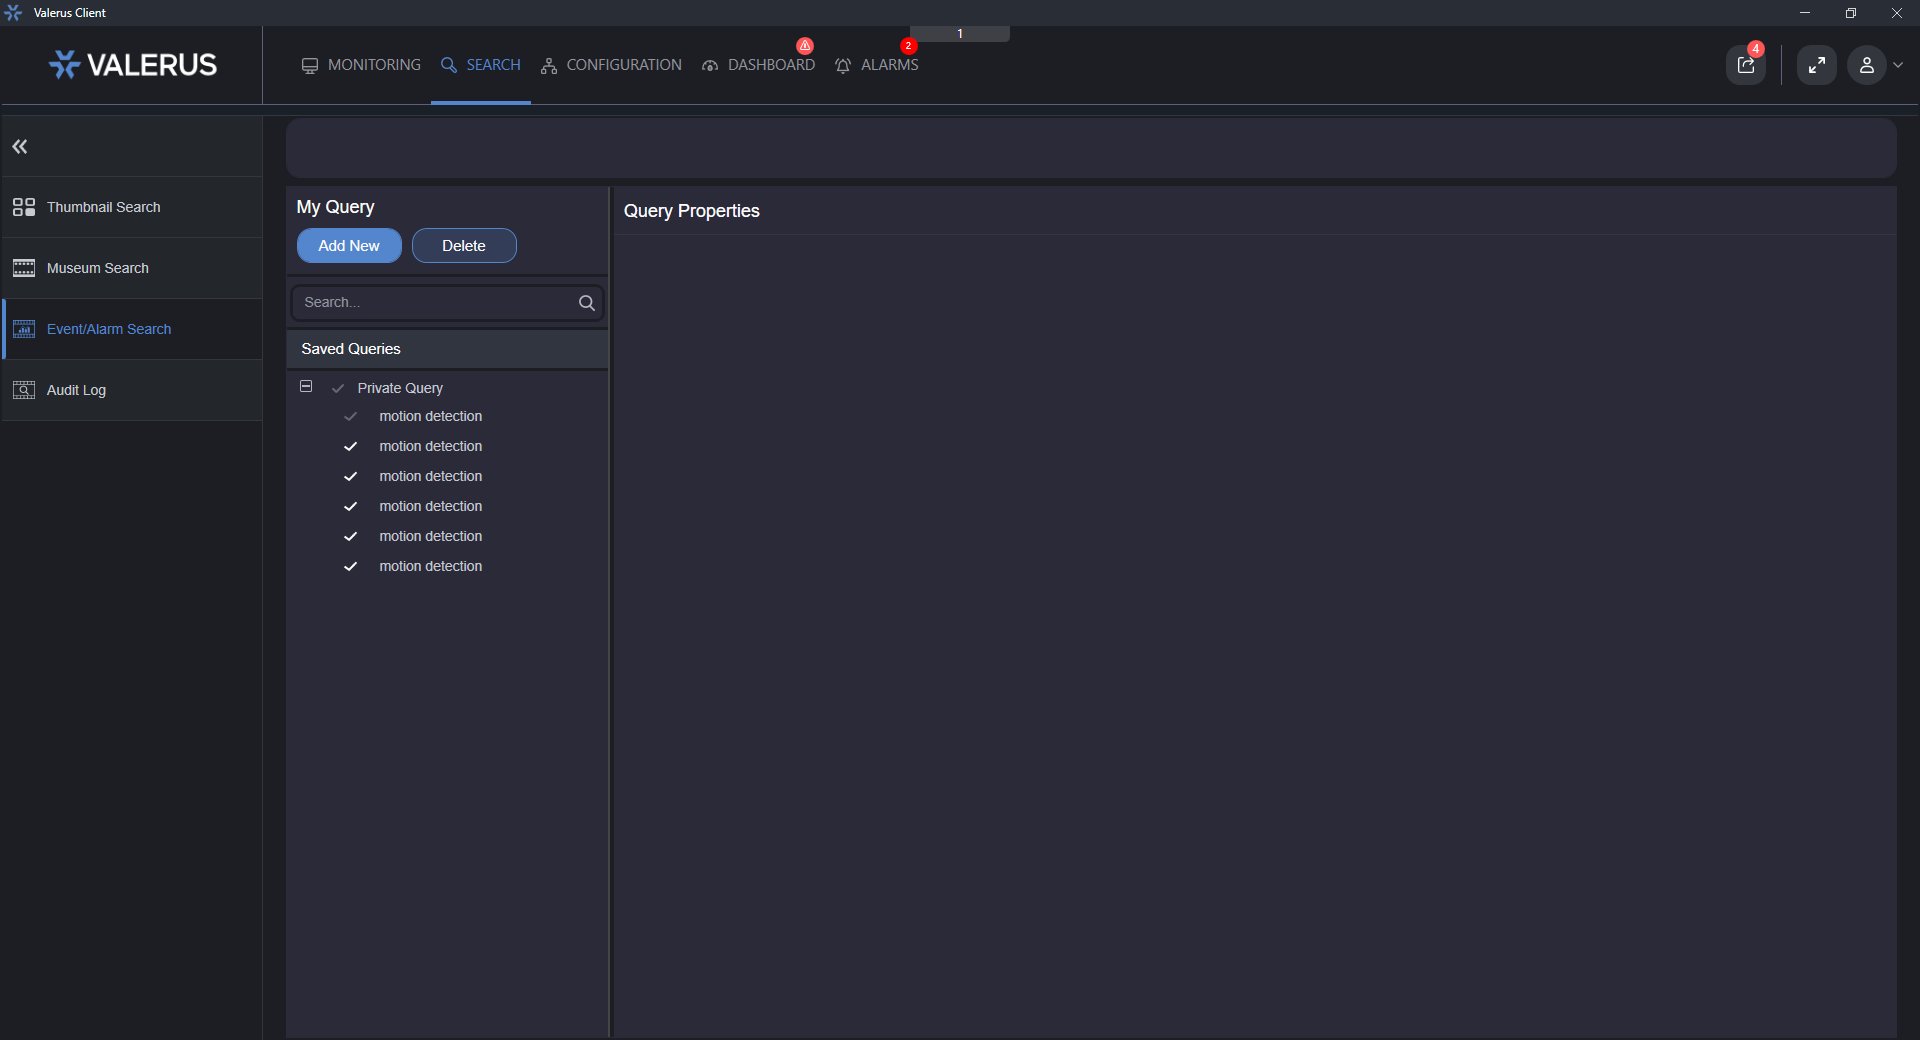 Valerus Client
1
VALERUS
MONITORING
SEARCH
CONFIGURATION
DASHBOARD
2
ALARMS
4
Thumbnail Search
Museum Search
Event/Alarm Search
Audit Log
My Query
Add New
Delete
Search...
Saved Queries
Private Query
motion detection
motion detection
motion detection
motion detection
motion detection
motion detection
Query Properties